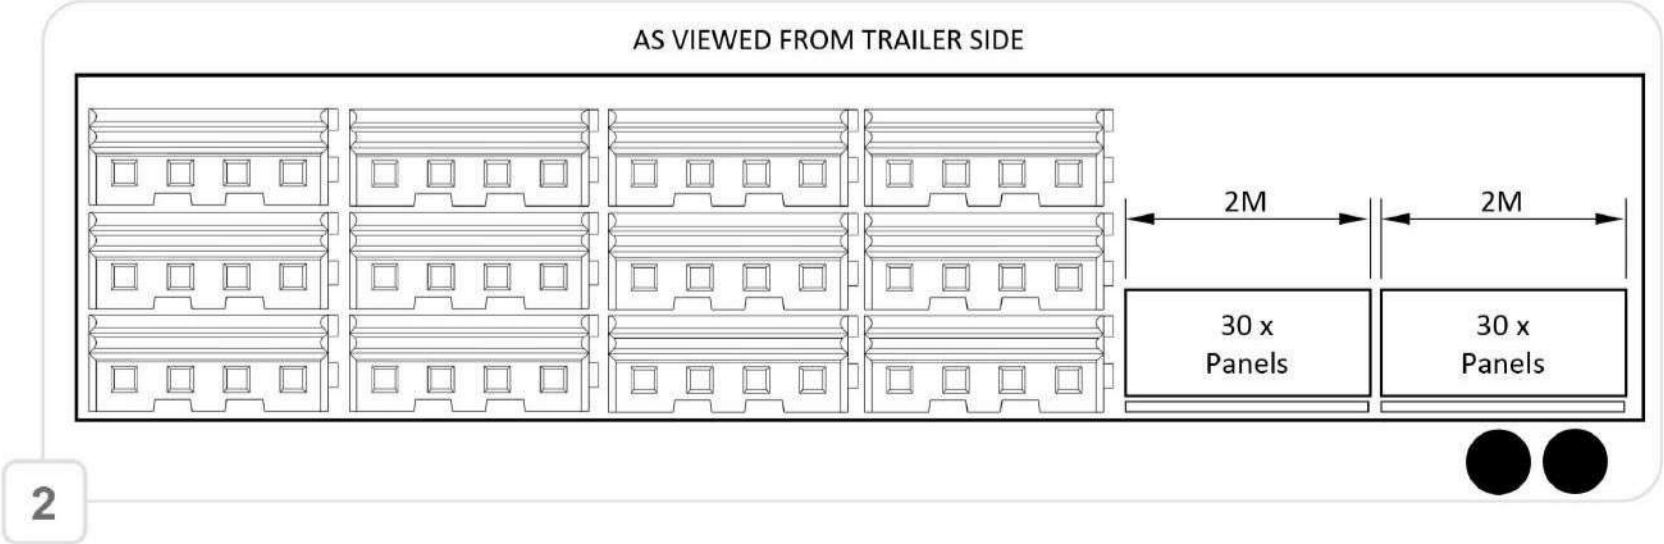 AS VIEWED FROM TRAILER SIDE
2M
2M
30 x
Panels
30 x
Panels
2